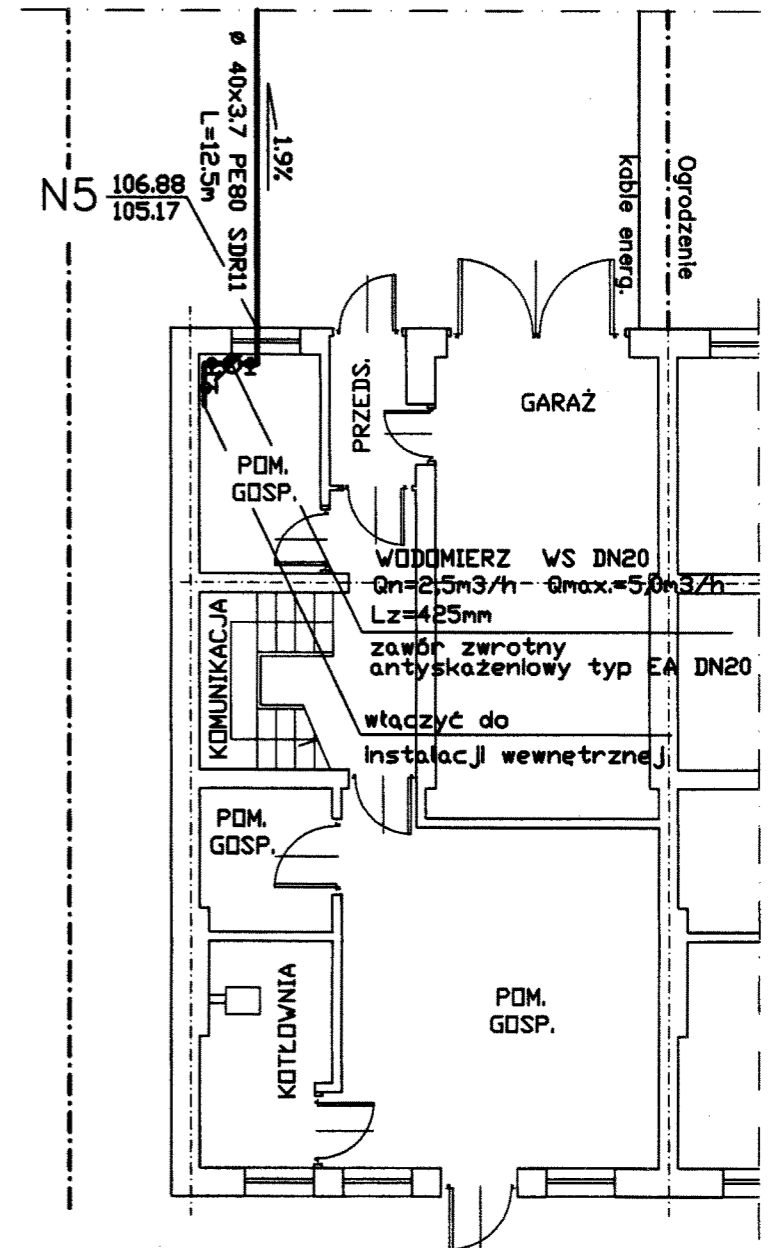 ø 40x3.7 PE80 SDR11
L=12.5m
1.9%
N5
106.88
105.17
Ogrodzenie
kable energ.
PRZEDS.
GARAŻ
POM.
GOSP.
WODOMIERZ WS DN20
Qn=2,5m3/h Qmax.=5,0m3/h
Lz=425mm
zawór zwrotny
antyskażeniowy typ EA DN20
KOMUNIKACJA
włączyć do
instalacji wewnętrznej
POM.
GOSP.
KOTŁOWNIA
POM.
GOSP.